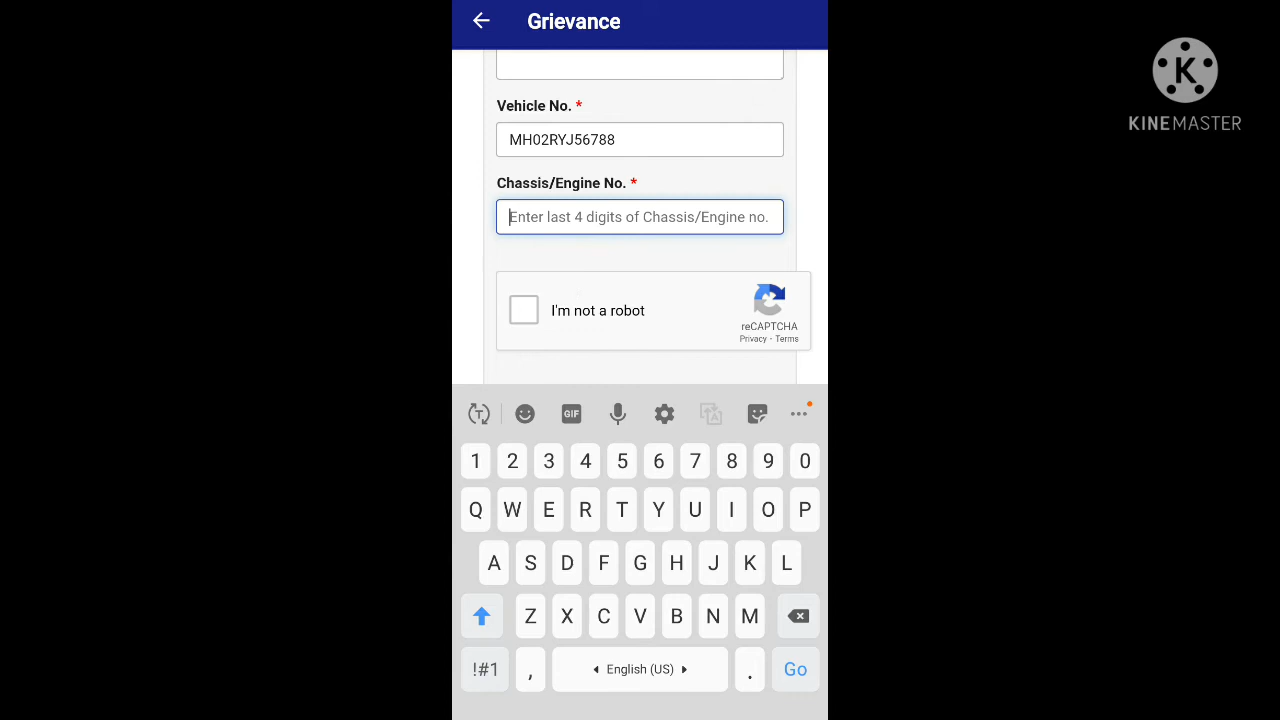 Grievance
Vehicle No. *
MH02RYJ56788
Chassis/Engine No. *
Enter last 4 digits of Chassis/Engine no.
I'm not a robot
reCAPTCHA
Privacy - Terms
K
KINEMASTER
T
GIF
A
1 2 3 4 5 6 7 8 9 0
Q W E R T Y U I O P
A S D F G H J K L
Z X C V B N M
!#1 , English (US) . Go